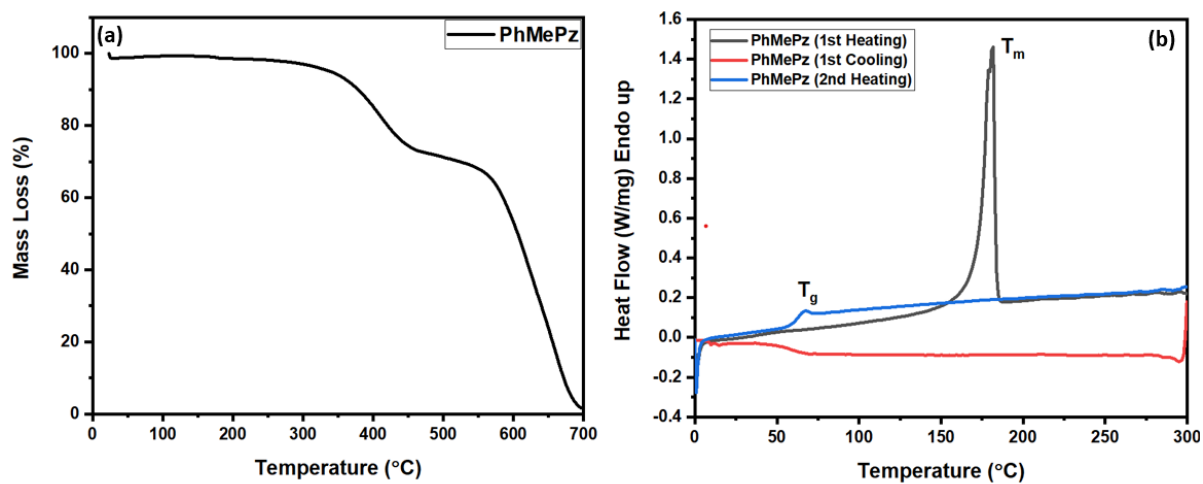 (a)
PhMePz
100
80
60
40
20
0
Mass Loss (%)
0 100 200 300 400 500 600 700
Temperature (°C)
(b)
PhMePz (1st Heating)
PhMePz (1st Cooling)
PhMePz (2nd Heating)
Tm
Tg
1.6
1.4
1.2
1.0
0.8
0.6
0.4
0.2
0.0
-0.2
-0.4
Heat Flow (W/mg) Endo up
0 50 100 150 200 250 300
Temperature (°C)